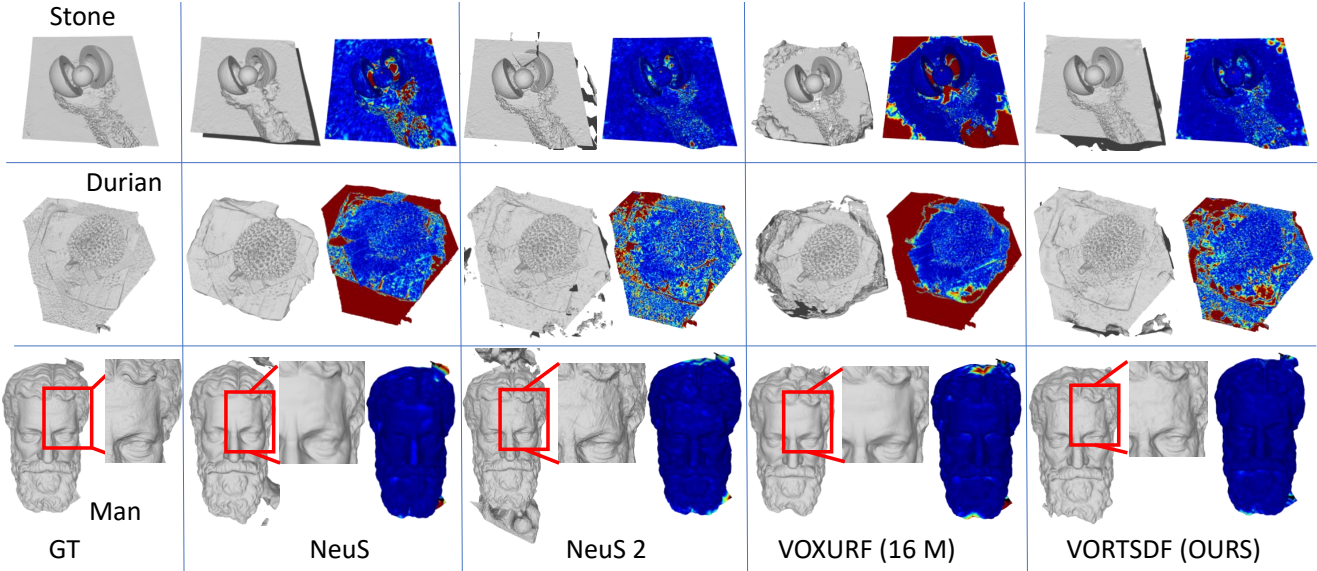 Stone
Durian
Man
GT
NeuS
NeuS 2
VOXURF (16 M)
VORTSDF (OURS)